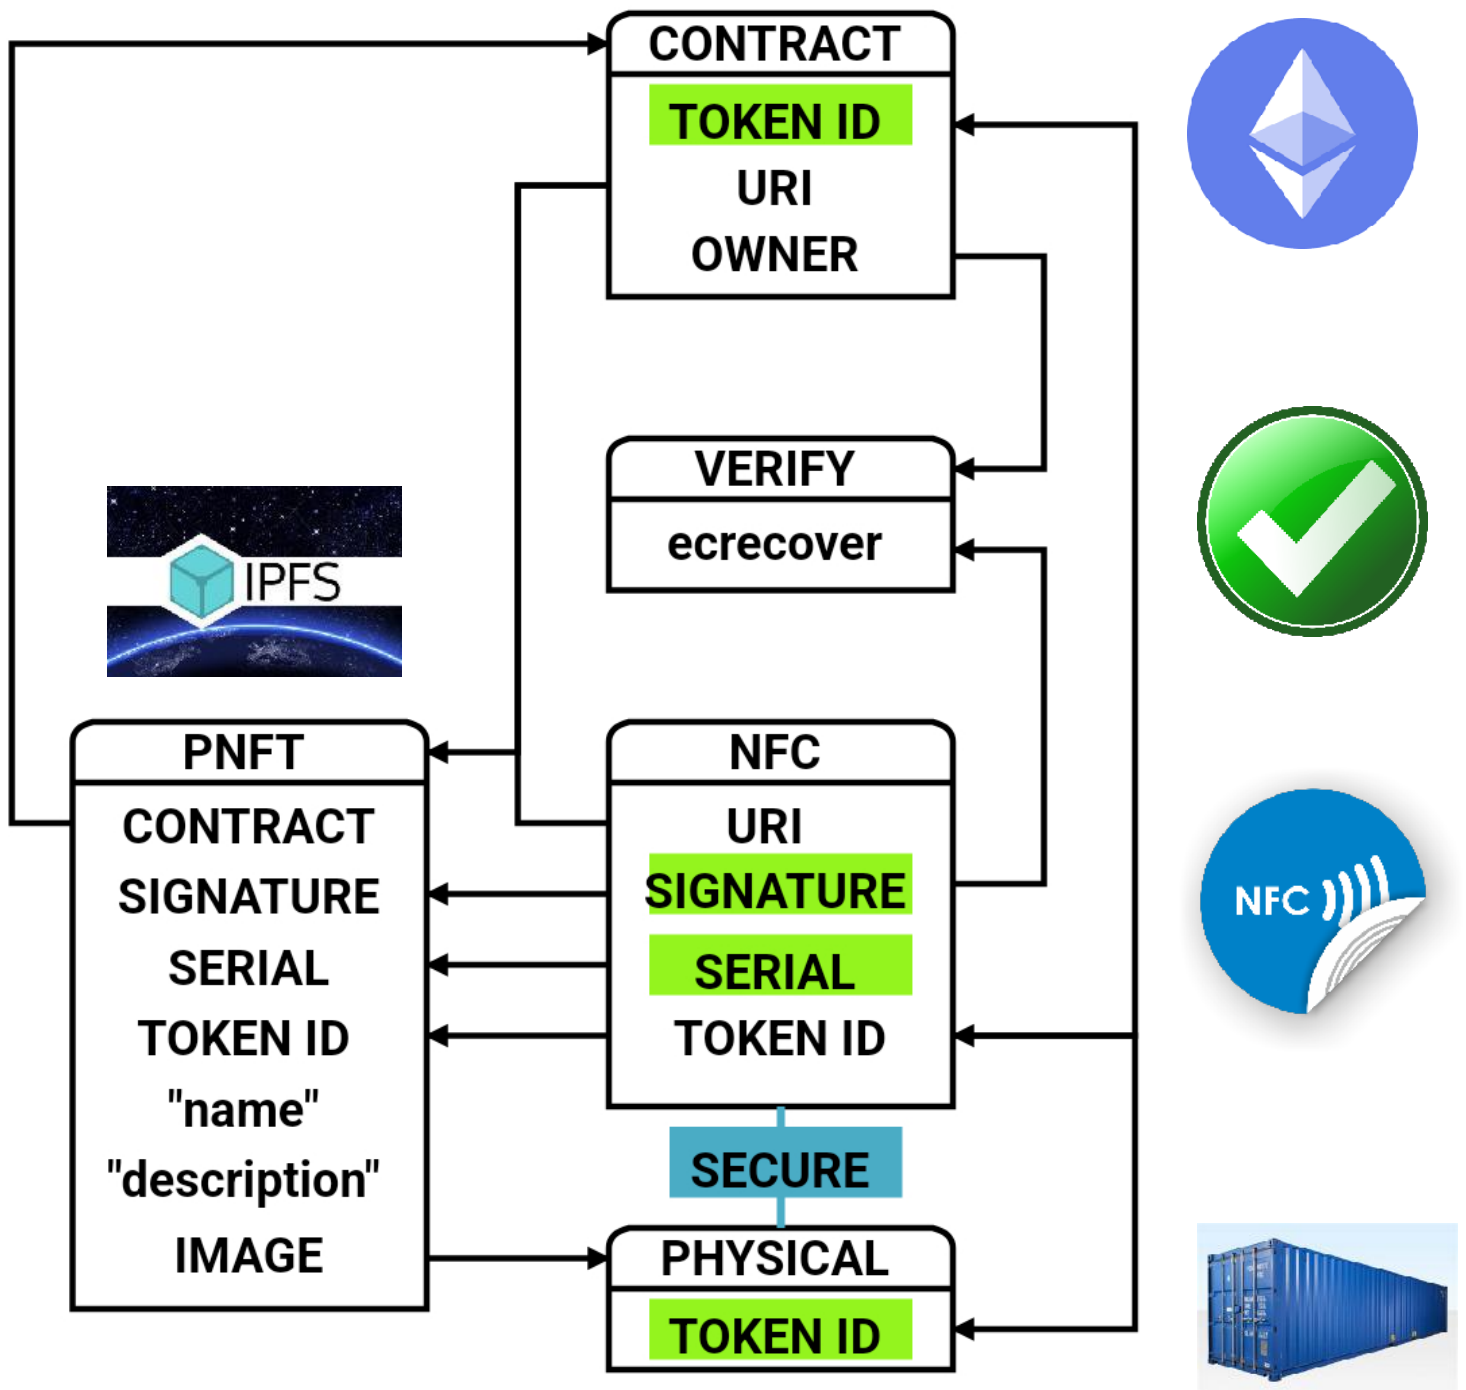 CONTRACT
TOKEN ID
URI
OWNER
VERIFY
ecrecover
IPFS
PNFT
CONTRACT
SIGNATURE
SERIAL
TOKEN ID
"name"
"description"
IMAGE
NFC
URI
SIGNATURE
SERIAL
TOKEN ID
NFC
SECURE
PHYSICAL
TOKEN ID